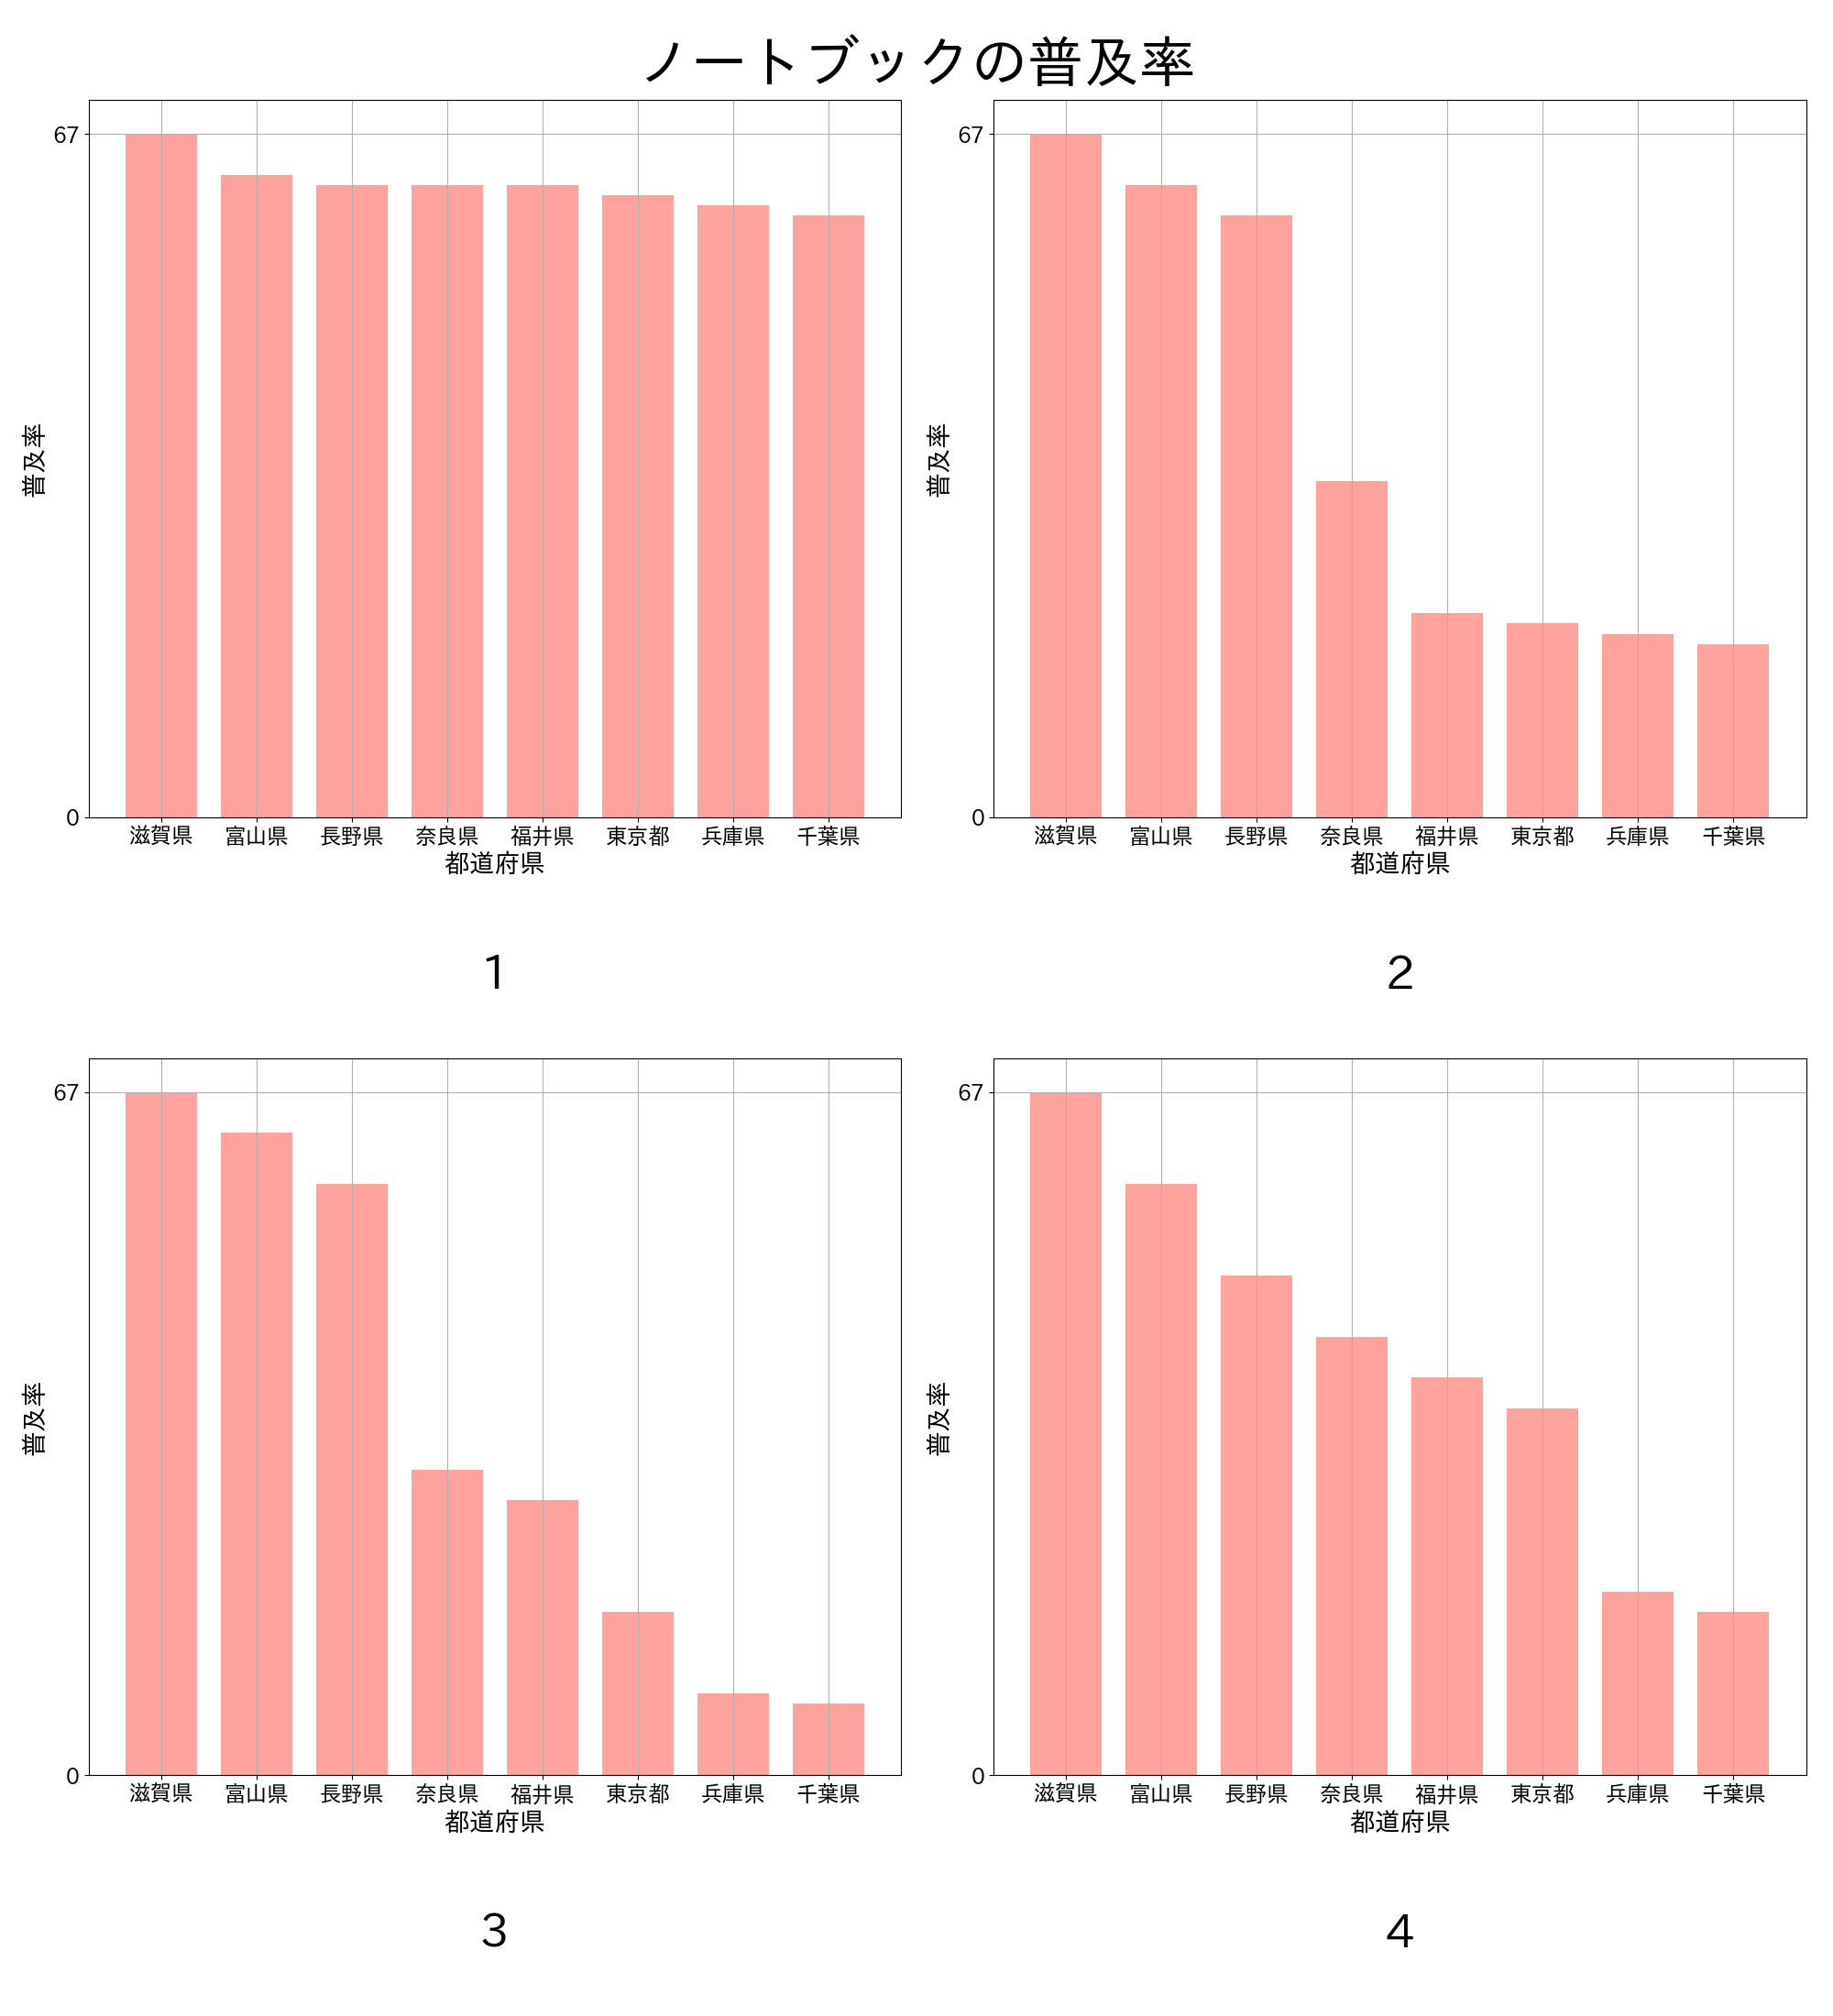 ノートブックの普及率
67
普及率
0
滋賀県 富山県 長野県 奈良県 福井県 東京都 兵庫県 千葉県
都道府県
1
67
普及率
0
滋賀県 富山県 長野県 奈良県 福井県 東京都 兵庫県 千葉県
都道府県
2
67
普及率
0
滋賀県 富山県 長野県 奈良県 福井県 東京都 兵庫県 千葉県
都道府県
3
67
普及率
0
滋賀県 富山県 長野県 奈良県 福井県 東京都 兵庫県 千葉県
都道府県
4